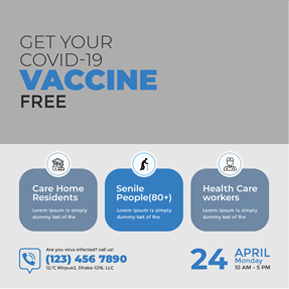 GET YOUR
COVID-19
VACCINE
FREE
Care Home
Residents
Lorem Ipsum is simply
dummy text of the
Senile
People(80+)
Lorem Ipsum is simply
dummy text of the
Health Care
workers
Lorem Ipsum is simply
dummy text of the
Are you virus infected? call us!
(123) 456 7890
12/C Mirpur2, Dhaka-1216, LLC
24
APRIL
Monday
10 AM - 5 PM